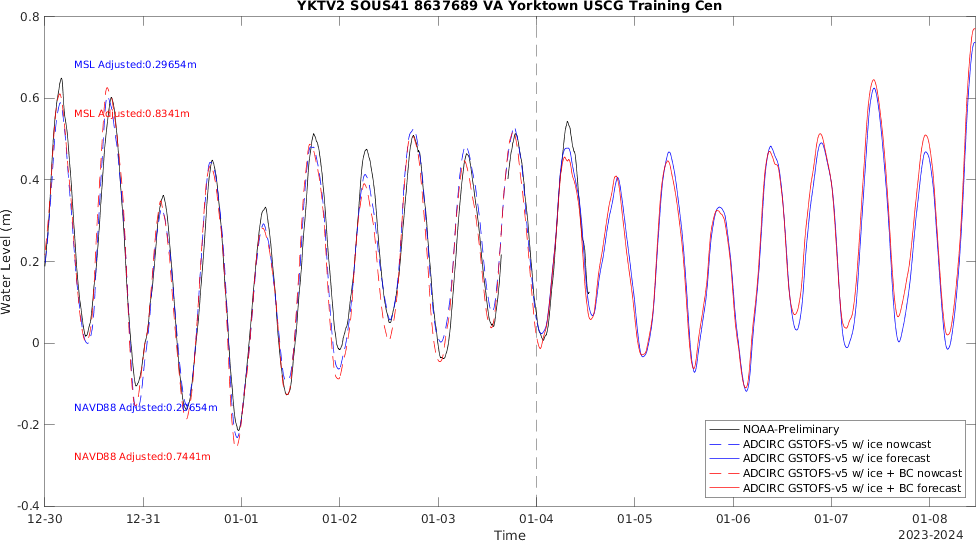 YKTV2 SOUS41 8637689 VA Yorktown USCG Training Cen
0.8
0.6
0.4
0.2
0
-0.2
-0.4
Water Level (m)
MSL Adjusted:0.29654m
MSL Adjusted:0.8341m
NAVD88 Adjusted:0.20654m
NAVD88 Adjusted:0.7441m
NOAA-Preliminary
ADCIRC GSTOFS-v5 w/ ice nowcast
ADCIRC GSTOFS-v5 w/ ice forecast
ADCIRC GSTOFS-v5 w/ ice + BC nowcast
ADCIRC GSTOFS-v5 w/ ice + BC forecast
12-30 12-31 01-01 01-02 01-03 01-04 01-05 01-06 01-07 01-08
Time
2023-2024